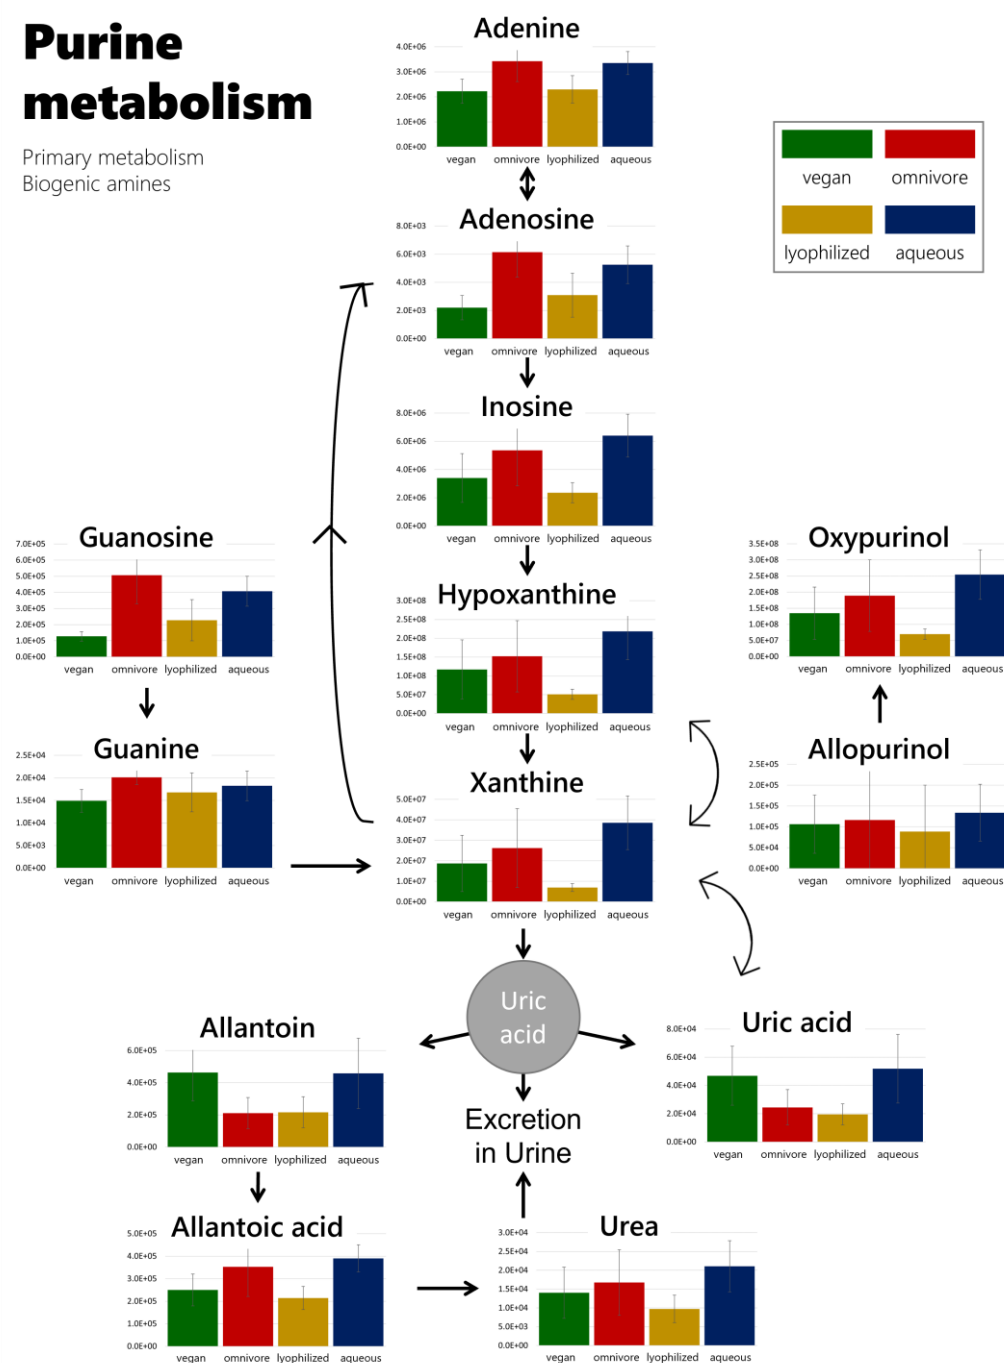 Purine
metabolism
Primary metabolism
Biogenic amines
Adenine
4.0E+06
3.0E+06
2.0E+06
1.0E+06
0.0E+00
vegan omnivore lyophilized aqueous
vegan omnivore
lyophilized aqueous
Adenosine
8.0E+03
6.0E+03
4.0E+03
2.0E+03
0.0E+00
vegan omnivore lyophilized aqueous
Inosine
8.0E+06
6.0E+06
4.0E+06
2.0E+06
0.0E+00
vegan omnivore lyophilized aqueous
Guanosine
7.0E+05
6.0E+05
5.0E+05
4.0E+05
3.0E+05
2.0E+05
1.0E+05
0.0E+00
vegan omnivore lyophilized aqueous
Hypoxanthine
3.0E+08
2.5E+08
2.0E+08
1.5E+08
1.0E+08
5.0E+07
0.0E+00
vegan omnivore lyophilized aqueous
Oxypurinol
3.5E+08
3.0E+08
2.5E+08
2.0E+08
1.5E+08
1.0E+08
5.0E+07
0.0E+00
vegan omnivore lyophilized aqueous
Guanine
2.5E+04
2.0E+04
1.5E+04
1.0E+04
5.0E+03
0.0E+00
vegan omnivore lyophilized aqueous
Xanthine
5.0E+07
4.0E+07
3.0E+07
2.0E+07
1.0E+07
0.0E+00
vegan omnivore lyophilized aqueous
Allopurinol
2.5E+05
2.0E+05
1.5E+05
1.0E+05
5.0E+04
0.0E+00
vegan omnivore lyophilized aqueous
Uric
acid
Allantoin
6.0E+05
4.0E+05
2.0E+05
0.0E+00
vegan omnivore lyophilized aqueous
Excretion
in Urine
Uric acid
8.0E+04
6.0E+04
4.0E+04
2.0E+04
0.0E+00
vegan omnivore lyophilized aqueous
Allantoic acid
5.0E+05
4.0E+05
3.0E+05
2.0E+05
1.0E+05
0.0E+00
vegan omnivore lyophilized aqueous
Urea
3.0E+04
2.5E+04
2.0E+04
1.5E+04
1.0E+04
5.0E+03
0.0E+00
vegan omnivore lyophilized aqueous